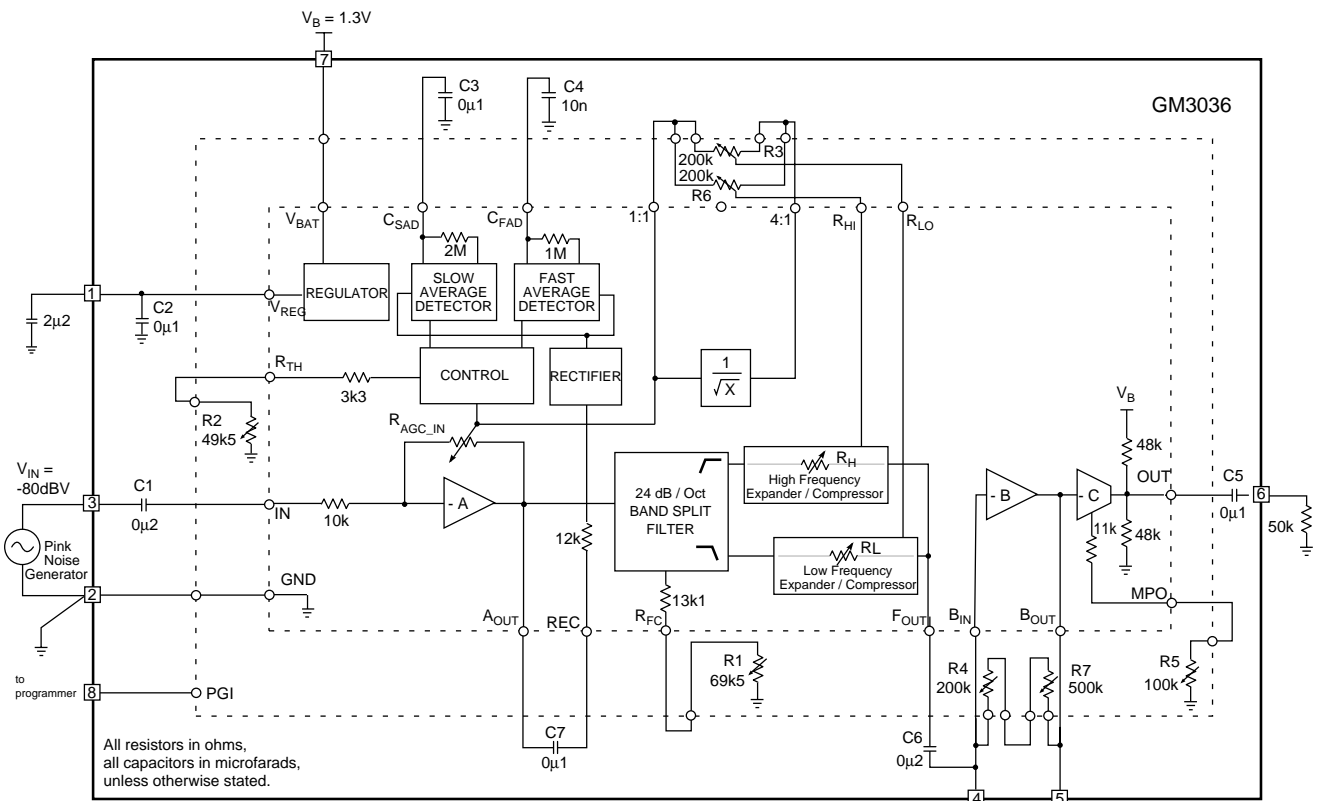 V_B = 1.3V
7
GM3036
C3
0µ1
C4
10n
R3
200k
200k
R6
V_BAT
C_SAD
C_FAD
1:1
4:1
R_HI
R_LO
2M
1M
REGULATOR
SLOW
AVERAGE
DETECTOR
FAST
AVERAGE
DETECTOR
1
2µ2
C2
0µ1
V_REG
R_TH
3k3
CONTROL
RECTIFIER
1
√X
R2
49k5
R_AGC_IN
V_B
48k
V_IN =
-80dBV
3
C1
0µ2
IN
10k
- A
12k
24 dB / Oct
BAND SPLIT
FILTER
R_H
High Frequency
Expander / Compressor
RL
Low Frequency
Expander / Compressor
- B
- C
11k
48k
OUT
C5
0µ1
6
50k
Pink
Noise
Generator
2
GND
13k1
MPO
A_OUT
REC
R_FC
F_OUT
B_IN
B_OUT
R1
69k5
R4
200k
R7
500k
R5
100k
to
programmer
8
PGI
C7
0µ1
C6
0µ2
4
5
All resistors in ohms,
all capacitors in microfarads,
unless otherwise stated.